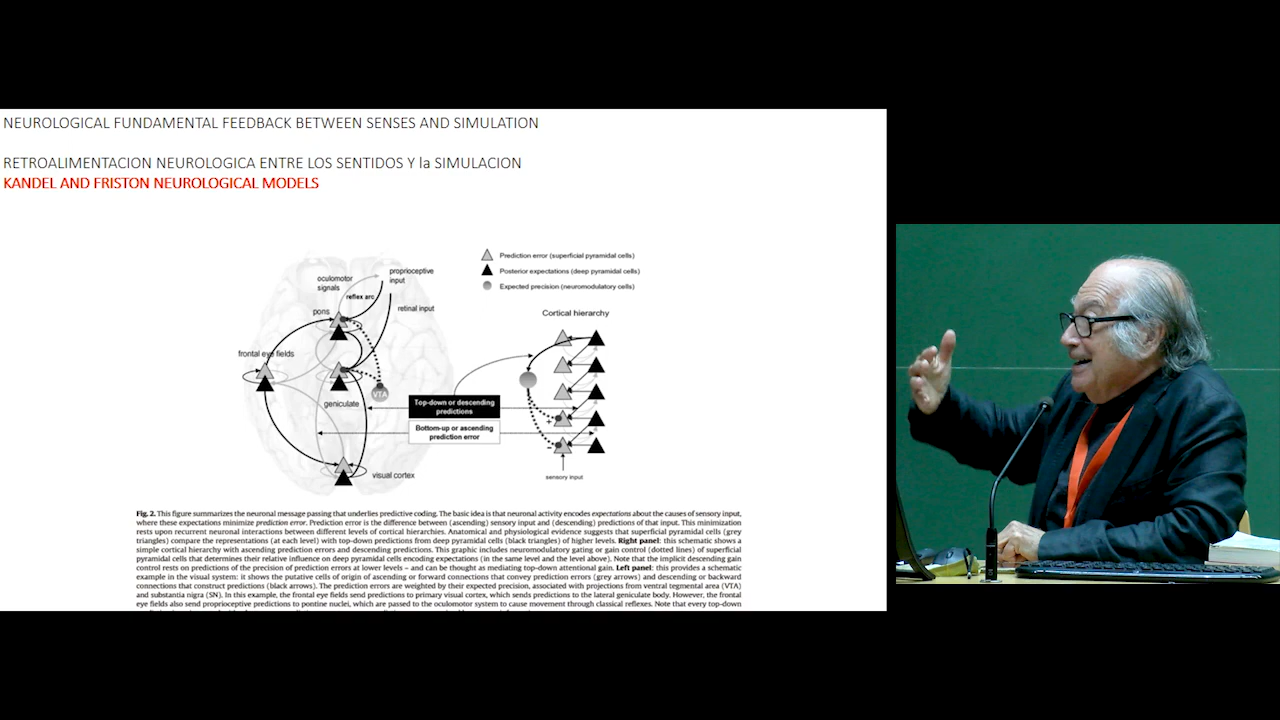 NEUROLOGICAL FUNDAMENTAL FEEDBACK BETWEEN SENSES AND SIMULATION
RETROALIMENTACION NEUROLOGICA ENTRE LOS SENTIDOS Y la SIMULACION
KANDEL AND FRISTON NEUROLOGICAL MODELS
oculomotor
signals
proprioceptive
input
reflex arc
retinal input
pons
frontal eye fields
VTA
geniculate
visual cortex
Prediction error (superficial pyramidal cells)
Posterior expectations (deep pyramidal cells)
Expected precision (neuromodulatory cells)
Cortical hierarchy
Top-down or descending
predictions
Bottom-up or ascending
prediction error
sensory input
Fig. 2. This figure summarizes the neuronal message passing that underlies predictive coding. The basic idea is that neuronal activity encodes expectations about the causes of sensory input,
where these expectations minimize prediction error. Prediction error is the difference between (ascending) sensory input and (descending) predictions of that input. This minimization
rests upon recurrent neuronal interactions between different levels of cortical hierarchies. Anatomical and physiological evidence suggests that superficial pyramidal cells (grey
triangles) compare the representations (at each level) with top-down predictions from deep pyramidal cells (black triangles) of higher levels. Right panel: this schematic shows a
simple cortical hierarchy with ascending prediction errors and descending predictions. This graphic includes neuromodulatory gating or gain control (dotted lines) of superficial
pyramidal cells that determines their relative influence on deep pyramidal cells encoding expectations (in the same level and the level above). Note that the implicit descending gain
control rests on predictions of the precision of prediction errors at lower levels – and can be thought as mediating top-down attentional gain. Left panel: this provides a schematic
example in the visual system: it shows the putative cells of origin of ascending or forward connections that convey prediction errors (grey arrows) and descending or backward
connections that construct predictions (black arrows). The prediction errors are weighted by their expected precision, associated with projections from ventral tegmental area (VTA)
and substantia nigra (SN). In this example, the frontal eye fields send predictions to primary visual cortex, which sends predictions to the lateral geniculate body. However, the frontal
eye fields also send proprioceptive predictions to pontine nuclei, which are passed to the oculomotor system to cause movement through classical reflexes. Note that every top-down